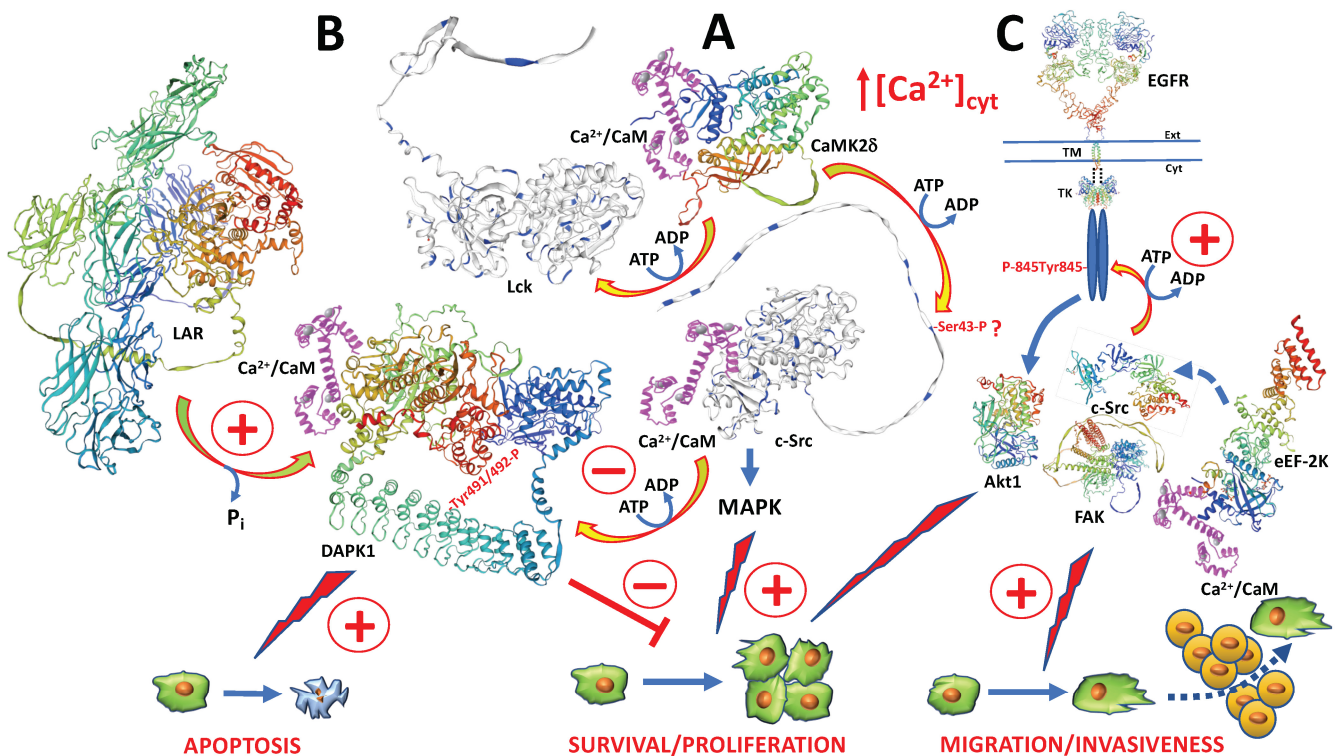 B
A
C
EGFR
↑ [Ca²⁺]cyt
Ca²⁺/CaM
CaMK2δ
Ext
TM
Cyt
TK
ATP
ADP
ADP
ATP
Lck
P-845Tyr845-
ATP
ADP
+
LAR
-Ser43-P ?
Ca²⁺/CaM
+
Pi
-Tyr491/492-P
DAPK1
Ca²⁺/CaM
c-Src
−
ADP
ATP
MAPK
c-Src
Akt1
FAK
eEF-2K
Ca²⁺/CaM
+
−
+
+
APOPTOSIS
SURVIVAL/PROLIFERATION
MIGRATION/INVASIVENESS